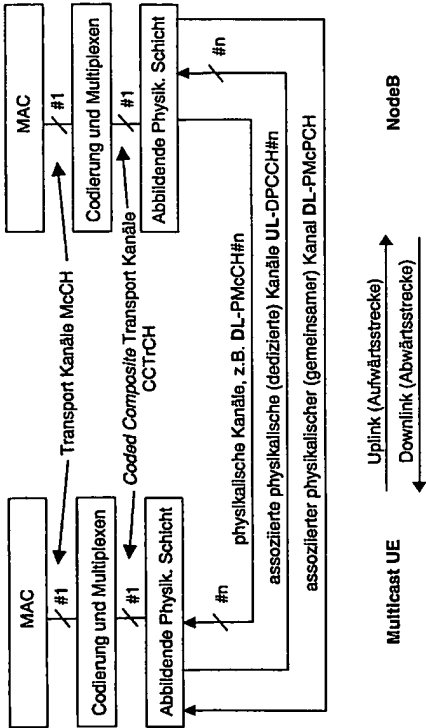 MAC
MAC
#1
Transport Kanäle McCH
#1
Codierung und Multiplexen
Codierung und Multiplexen
#1
Coded Composite Transport Kanäle
CCTrCH
#1
Abbildende Physik. Schicht
Abbildende Physik. Schicht
#n
physikalische Kanäle, z.B. DL-PMcCH#n
#n
assoziierte physikalische (dedizierte) Kanäle UL-DPCCH#n
assoziierter physikalischer (gemeinsamer) Kanal DL-PMcPCH
Uplink (Aufwärtsstrecke)
Downlink (Abwärtsstrecke)
Multicast UE
NodeB